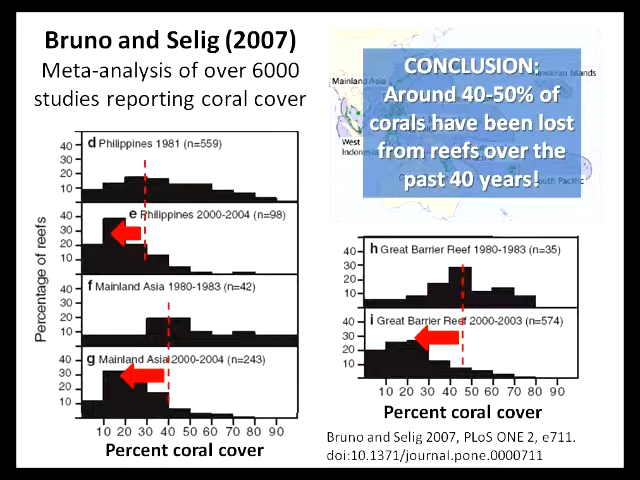 Bruno and Selig (2007)
Meta-analysis of over 6000
studies reporting coral cover
CONCLUSION:
Around 40-50% of
corals have been lost
from reefs over the
past 40 years!
Mainland Asia
Hawaiian Islands
West
Indonesia
South Pacific
Percentage of reefs
d Philippines 1981 (n=559)
40
30
20
10
e Philippines 2000-2004 (n=98)
40
30
20
10
f Mainland Asia 1980-1983 (n=42)
40
30
20
10
g Mainland Asia 2000-2004 (n=243)
40
30
20
10
10 20 30 40 50 60 70 80 90
Percent coral cover
h Great Barrier Reef 1980-1983 (n=35)
40
30
20
10
i Great Barrier Reef 2000-2003 (n=574)
40
30
20
10
10 20 30 40 50 60 70 80 90
Percent coral cover
Bruno and Selig 2007, PLoS ONE 2, e711.
doi:10.1371/journal.pone.0000711